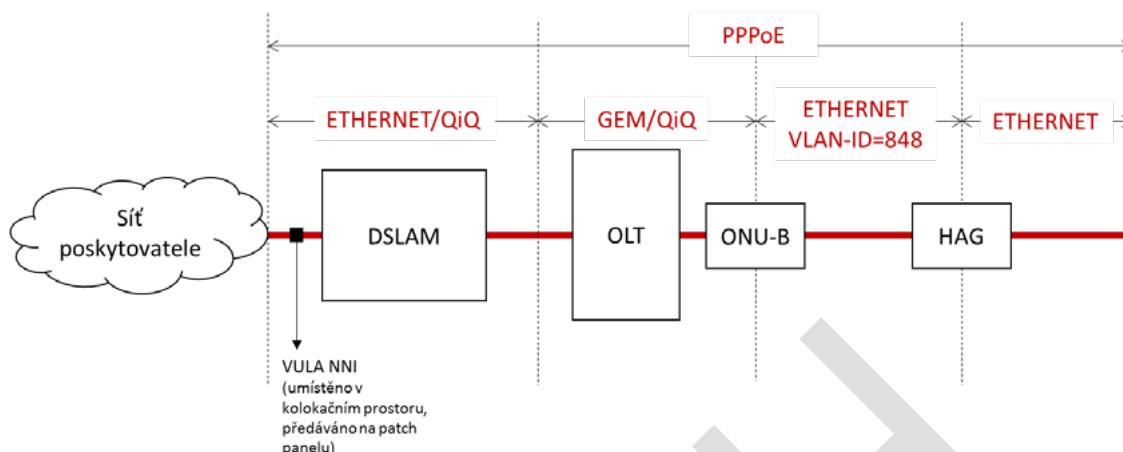 PPPoE
ETHERNET/QiQ
GEM/QiQ
ETHERNET
VLAN-ID=848
ETHERNET
Síť
poskytovatele
DSLAM
OLT
ONU-B
HAG
VULA NNI
(umístěno v
kolokačním prostoru,
předáváno na patch
panelu)